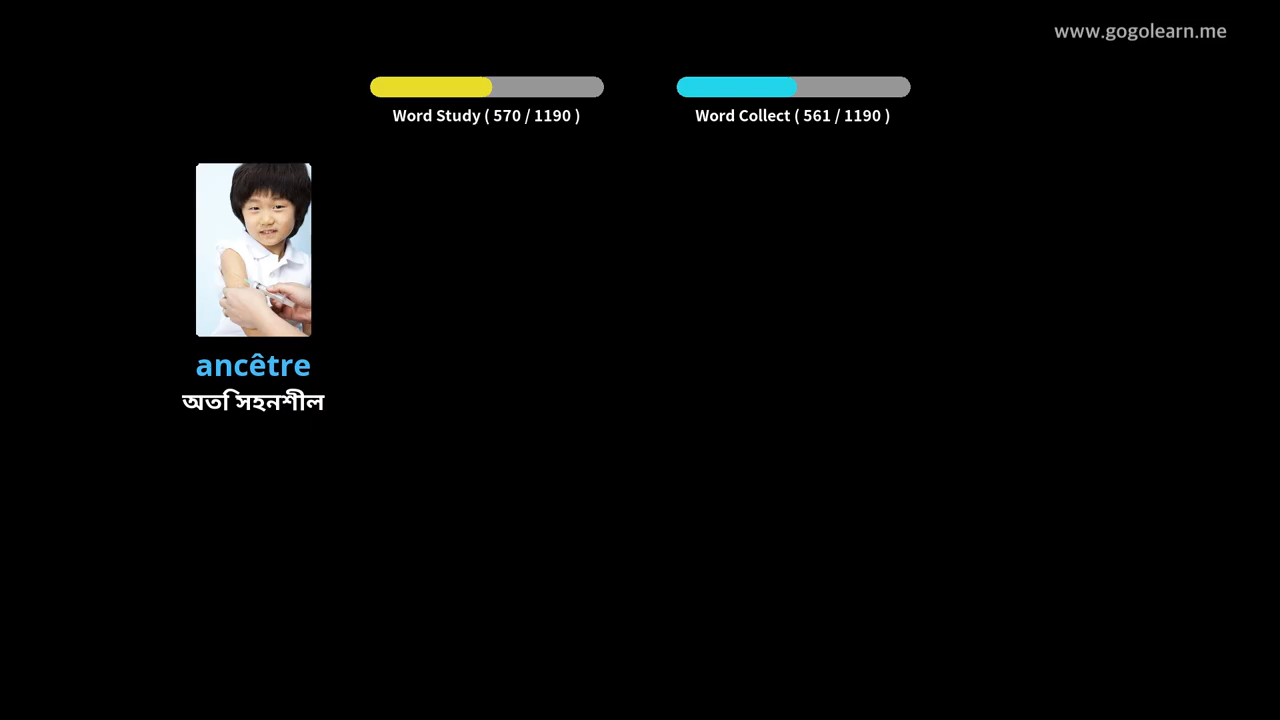 www.gogolearn.me
Word Study ( 570 / 1190 )
Word Collect ( 561 / 1190 )
ancêtre
অতি সহনশীল